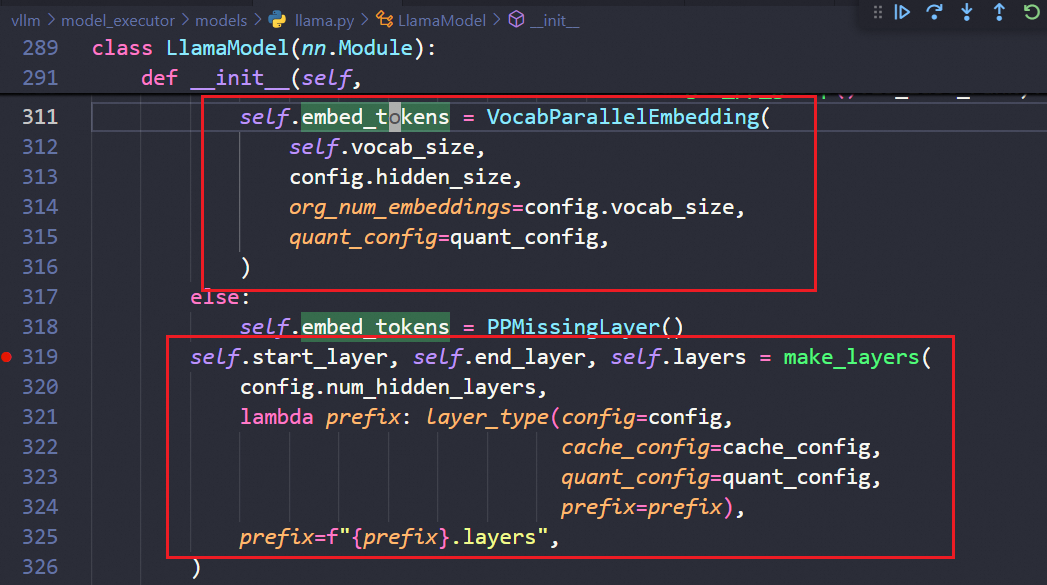 vllm > model_executor > models > llama.py > LlamaModel > __init__
289 class LlamaModel(nn.Module):
291     def __init__(self,
311             self.embed_tokens = VocabParallelEmbedding(
312                 self.vocab_size,
313                 config.hidden_size,
314                 org_num_embeddings=config.vocab_size,
315                 quant_config=quant_config,
316             )
317         else:
318             self.embed_tokens = PPMissingLayer()
319         self.start_layer, self.end_layer, self.layers = make_layers(
320             config.num_hidden_layers,
321             lambda prefix: layer_type(config=config,
322                                       cache_config=cache_config,
323                                       quant_config=quant_config,
324                                       prefix=prefix),
325             prefix=f"{prefix}.layers",
326         )